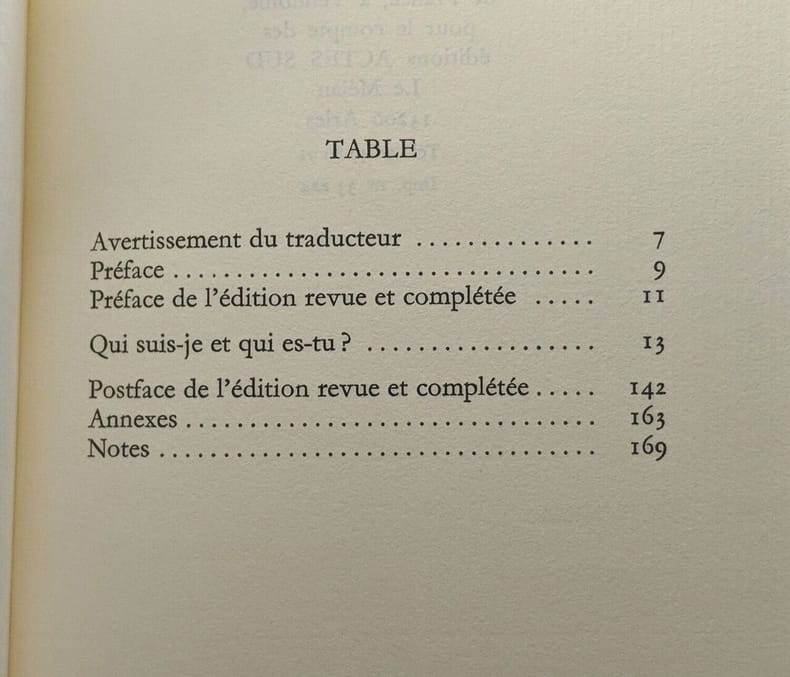 TABLE
Avertissement du traducteur .............. 7
Préface ................................. 9
Préface de l'édition revue et complétée ..... 11
Qui suis-je et qui es-tu ? .................. 13
Postface de l'édition revue et complétée ..... 142
Annexes ................................ 163
Notes .................................. 169